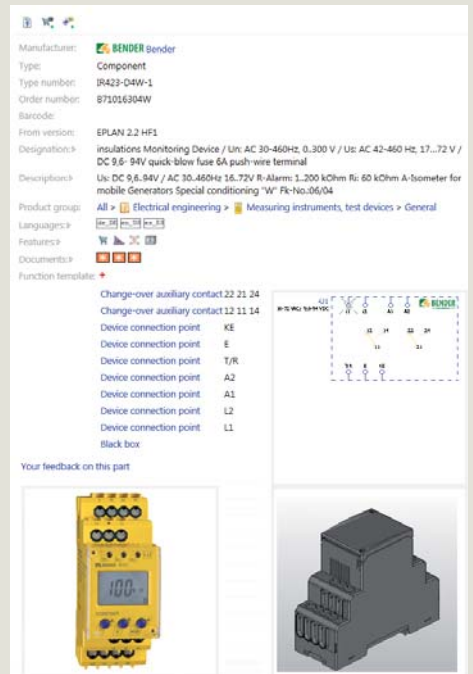 Manufacturer: BENDER Bender
Type: Component
Type number: IR423-D4W-1
Order number: B71016304W
Barcode:
From version: EPLAN 2.2 HF1
Designation: insulations Monitoring Device / Un: AC 30-460Hz, 0..300 V / Us: AC 42-460 Hz, 17...72 V /
DC 9,6- 94V quick-blow fuse 6A push-wire terminal
Description: Us: DC 9,6..94V / AC 30..460Hz 16..72V R-Alarm: 1..200 kOhm Ri: 60 kOhm A-Isometer for
mobile Generators Special conditioning "W" Fk-No.:06/04
Product group: All > Electrical engineering > Measuring instruments, test devices > General
Languages:
Features:
Documents:
Function template:
Change-over auxiliary contact 22 21 24
Change-over auxiliary contact 12 11 14
Device connection point KE
Device connection point E
Device connection point T/R
Device connection point A2
Device connection point A1
Device connection point L2
Device connection point L1
Black box
BENDER
L1 L2 A1 A2
12 14 22 24
11 21
T/R E KE
Your feedback on this part
100